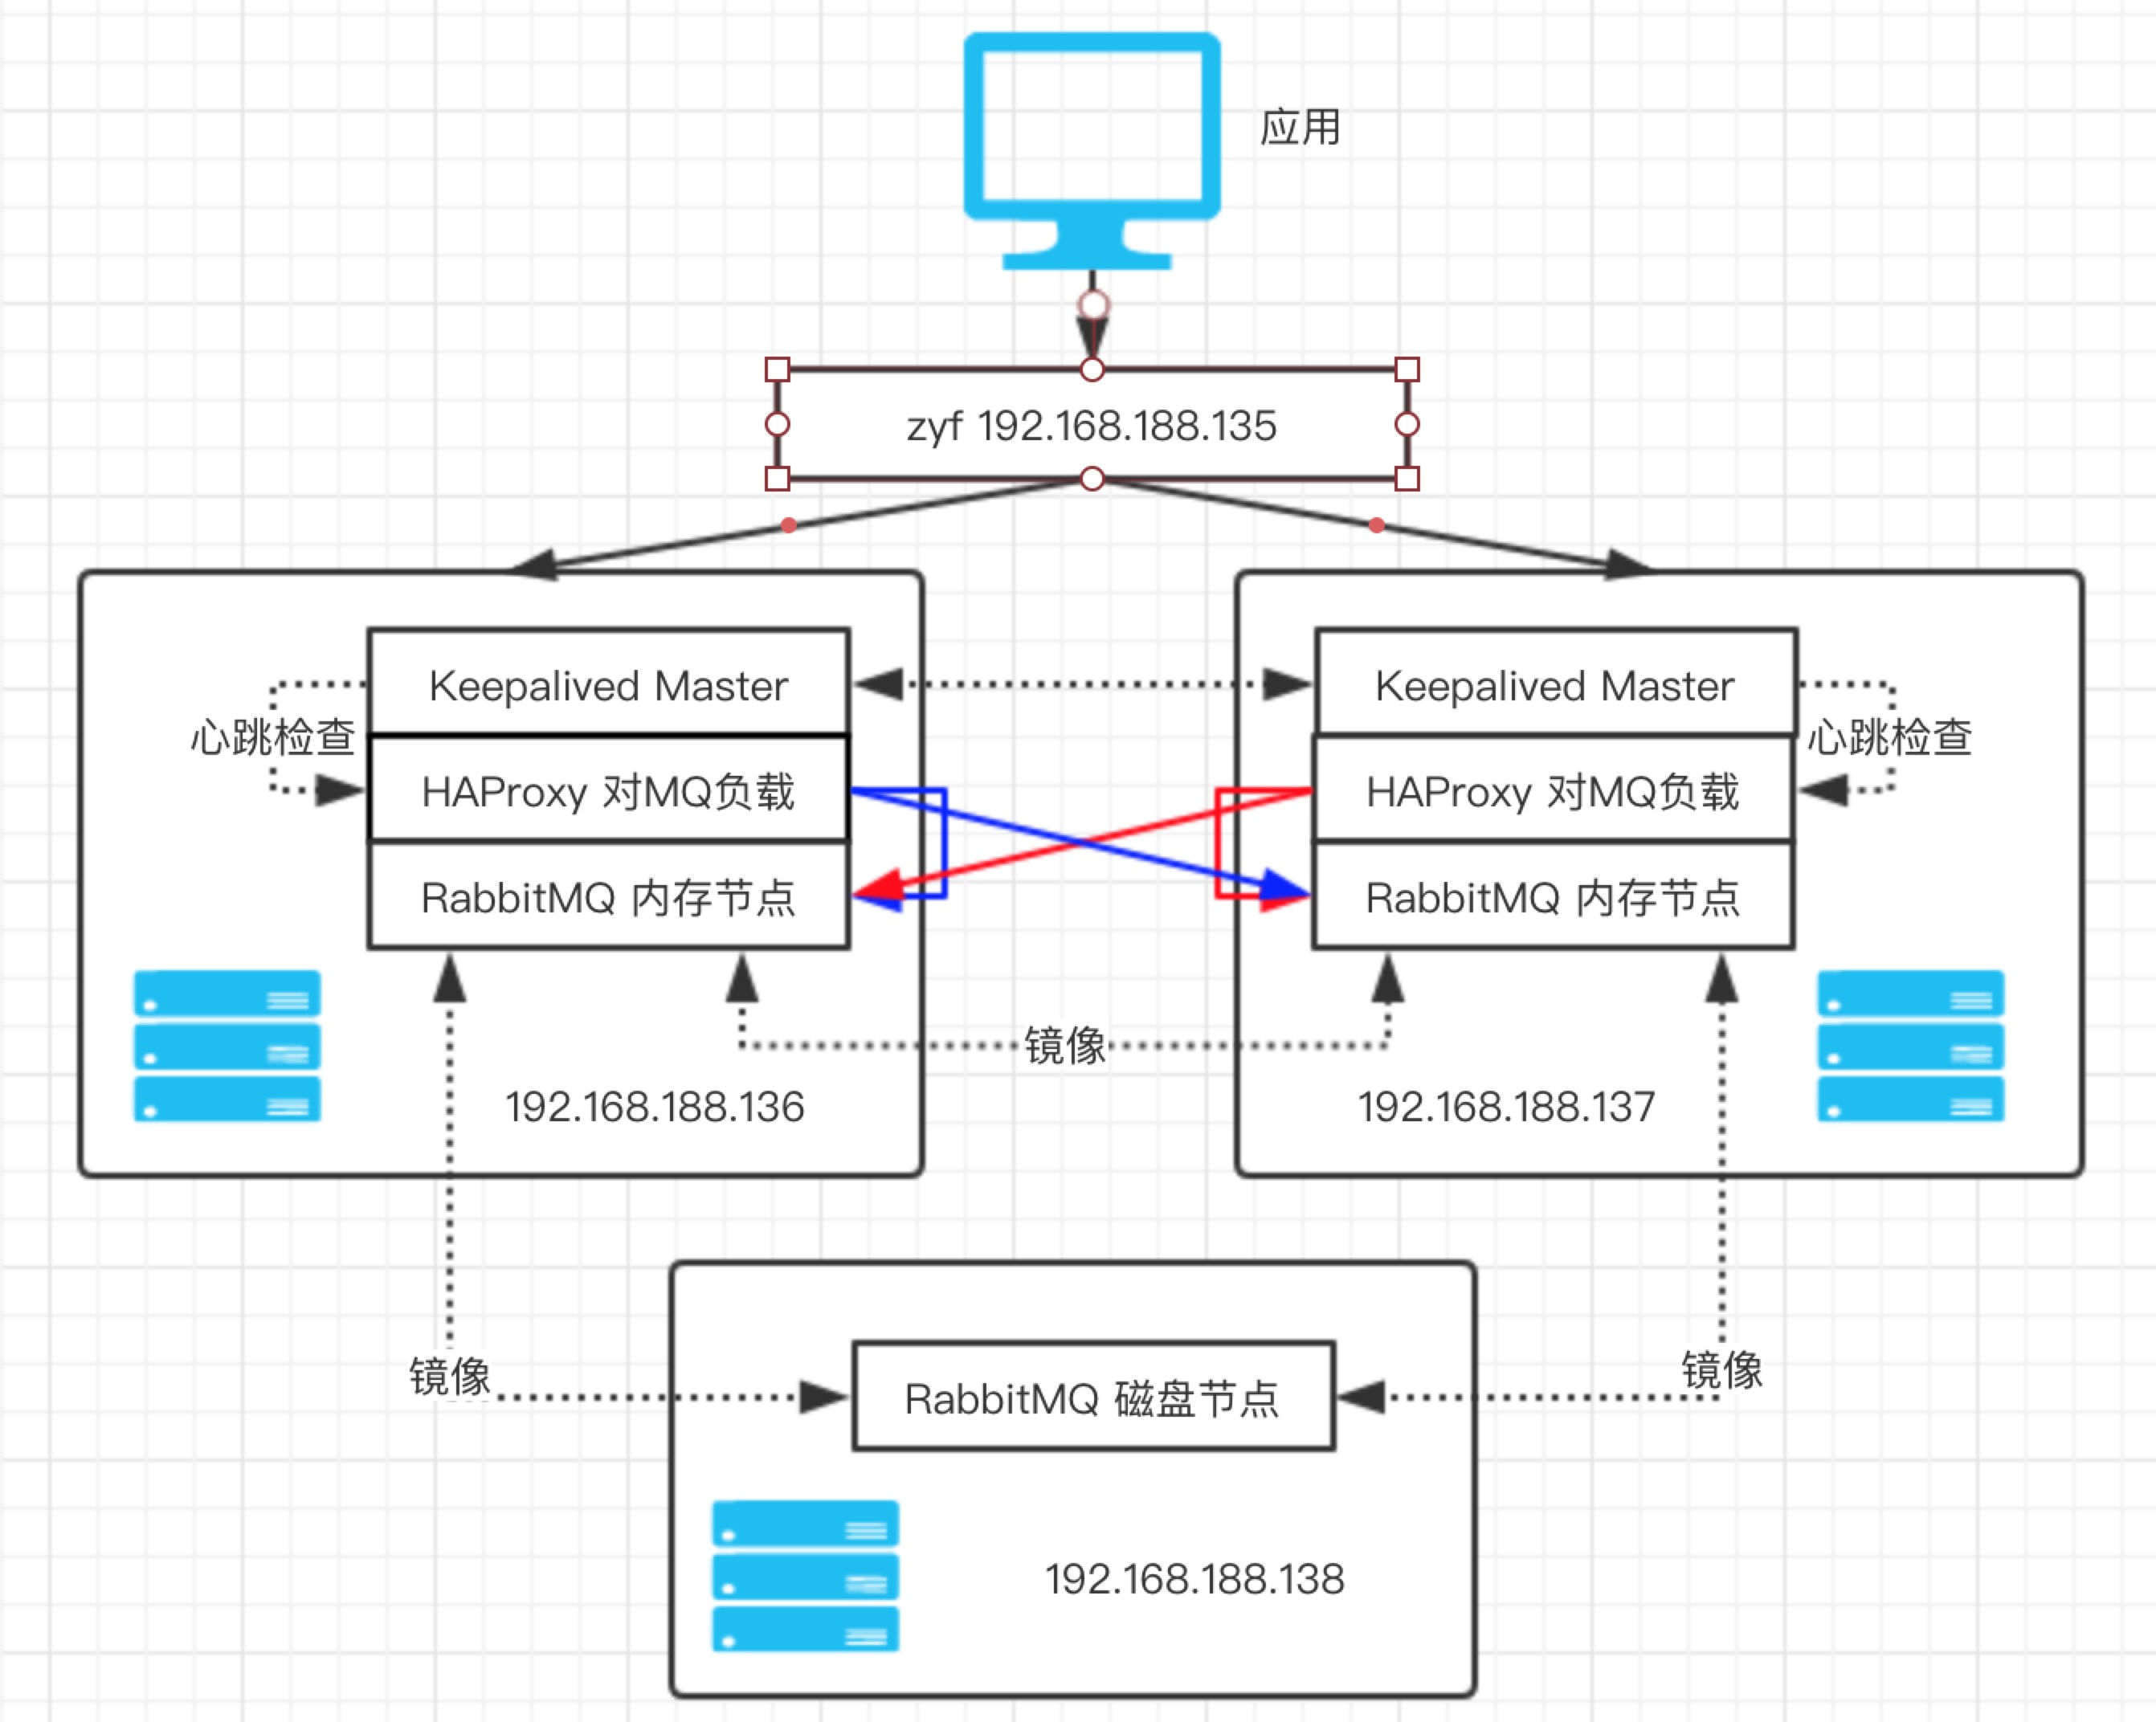 应用
zyf 192.168.188.135
Keepalived Master
心跳检查
HAProxy 对MQ负载
RabbitMQ 内存节点
192.168.188.136
Keepalived Master
心跳检查
HAProxy 对MQ负载
RabbitMQ 内存节点
192.168.188.137
镜像
镜像
镜像
RabbitMQ 磁盘节点
192.168.188.138